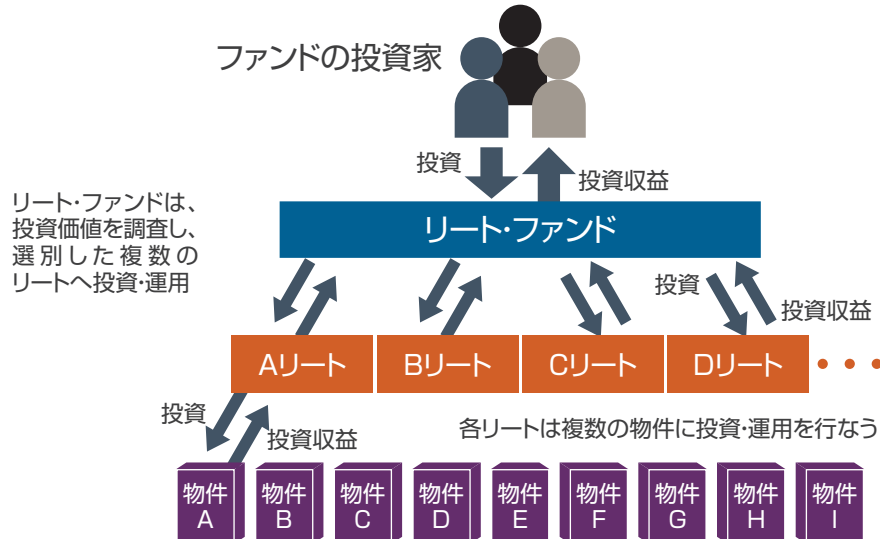 ファンドの投資家
投資
投資収益
リート・ファンドは、
投資価値を調査し、
選別した複数の
リートへ投資・運用
リート・ファンド
投資
投資収益
Aリート
Bリート
Cリート
Dリート
・・・
投資
投資収益
各リートは複数の物件に投資・運用を行なう
物件
A
物件
B
物件
C
物件
D
物件
E
物件
F
物件
G
物件
H
物件
I